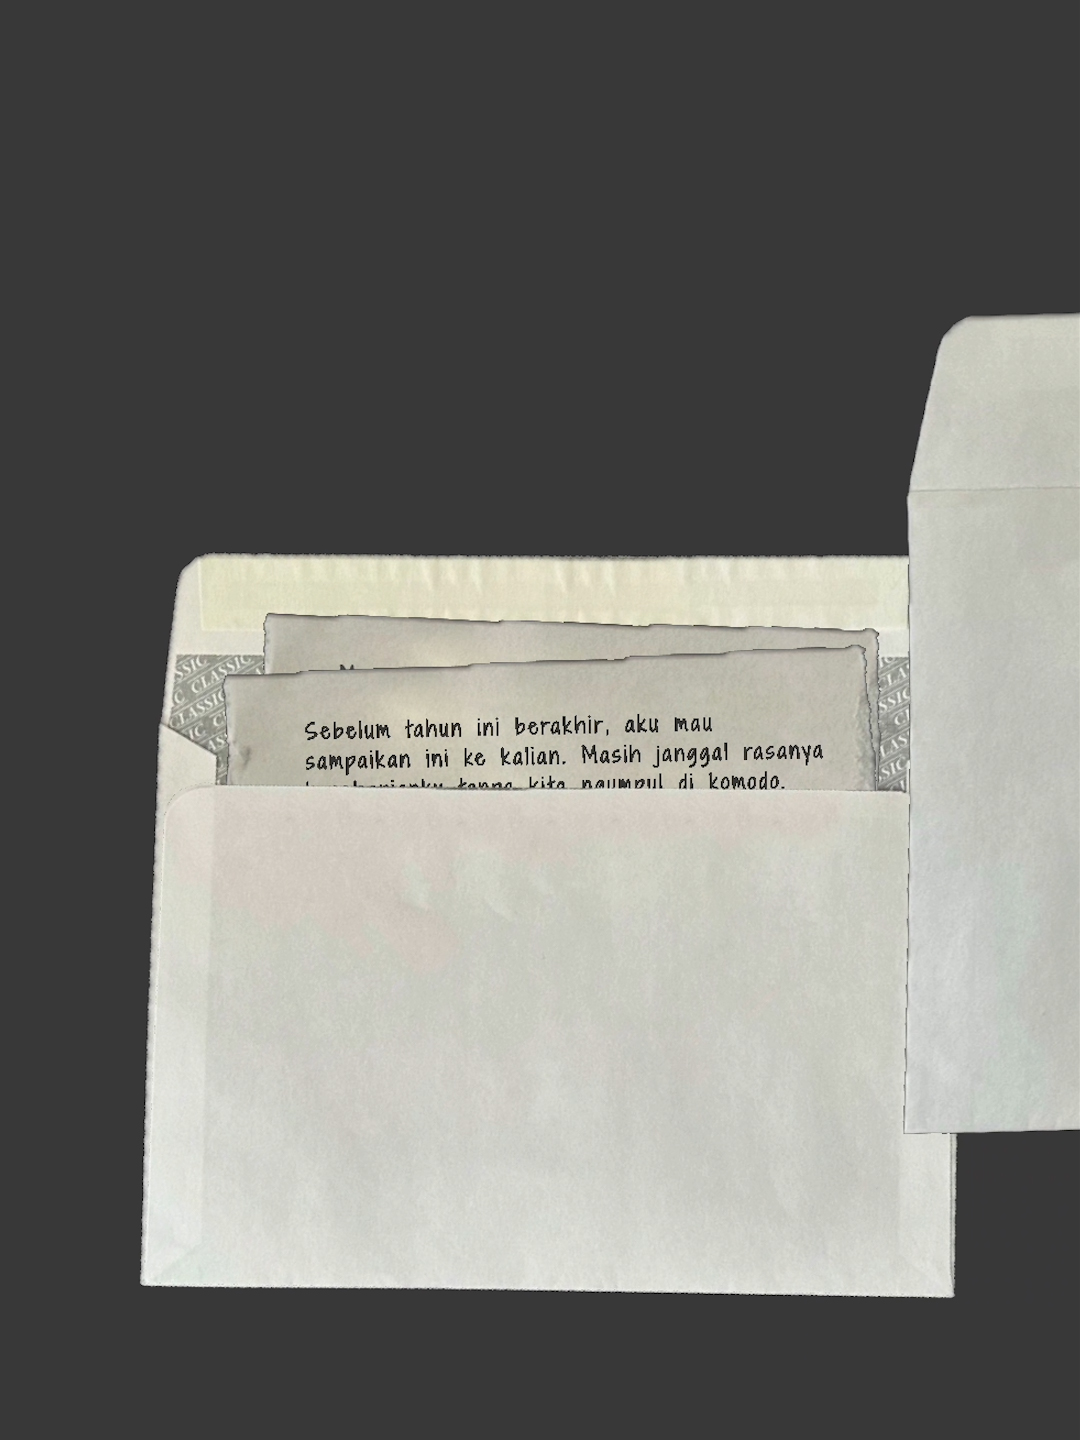 M
Sebelum tahun ini berakhir, aku mau
sampaikan ini ke kalian. Masih janggal rasanya
tanpa kita ngumpul di komodo.
CLASSIC
CLASSIC
CLASSIC